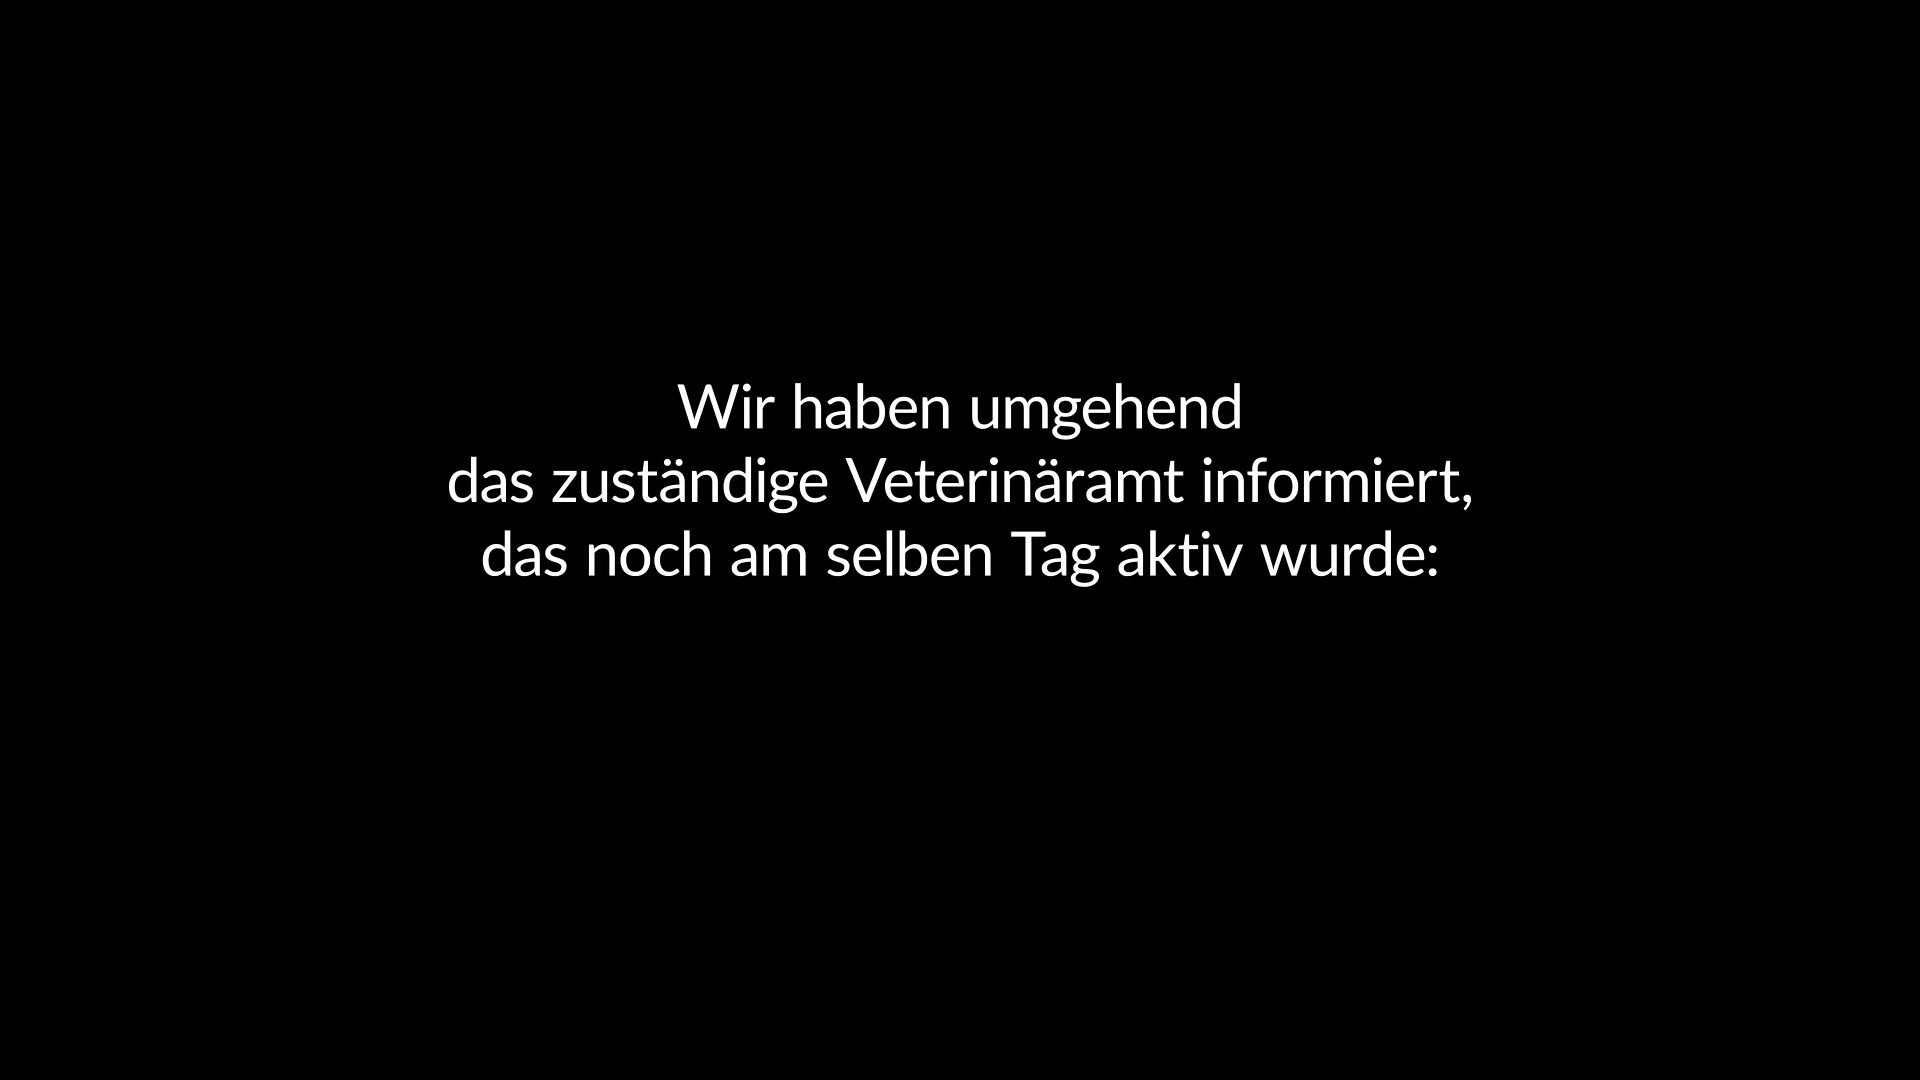 Wir haben umgehend
das zuständige Veterinäramt informiert,
das noch am selben Tag aktiv wurde: